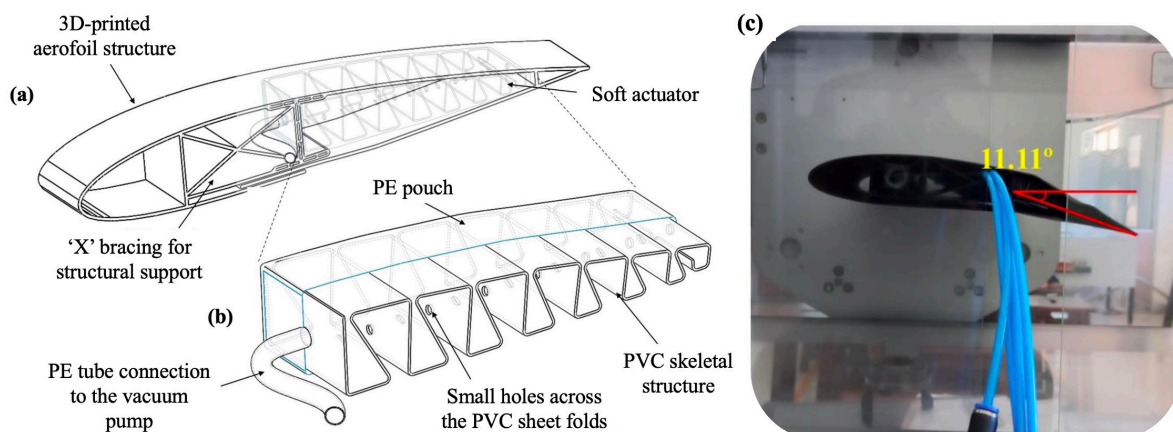 3D-printed
aerofoil structure
(a)
Soft actuator
'X' bracing for
structural support
PE pouch
(b)
PE tube connection
to the vacuum
pump
Small holes across
the PVC sheet folds
PVC skeletal
structure
(c)
11.11º